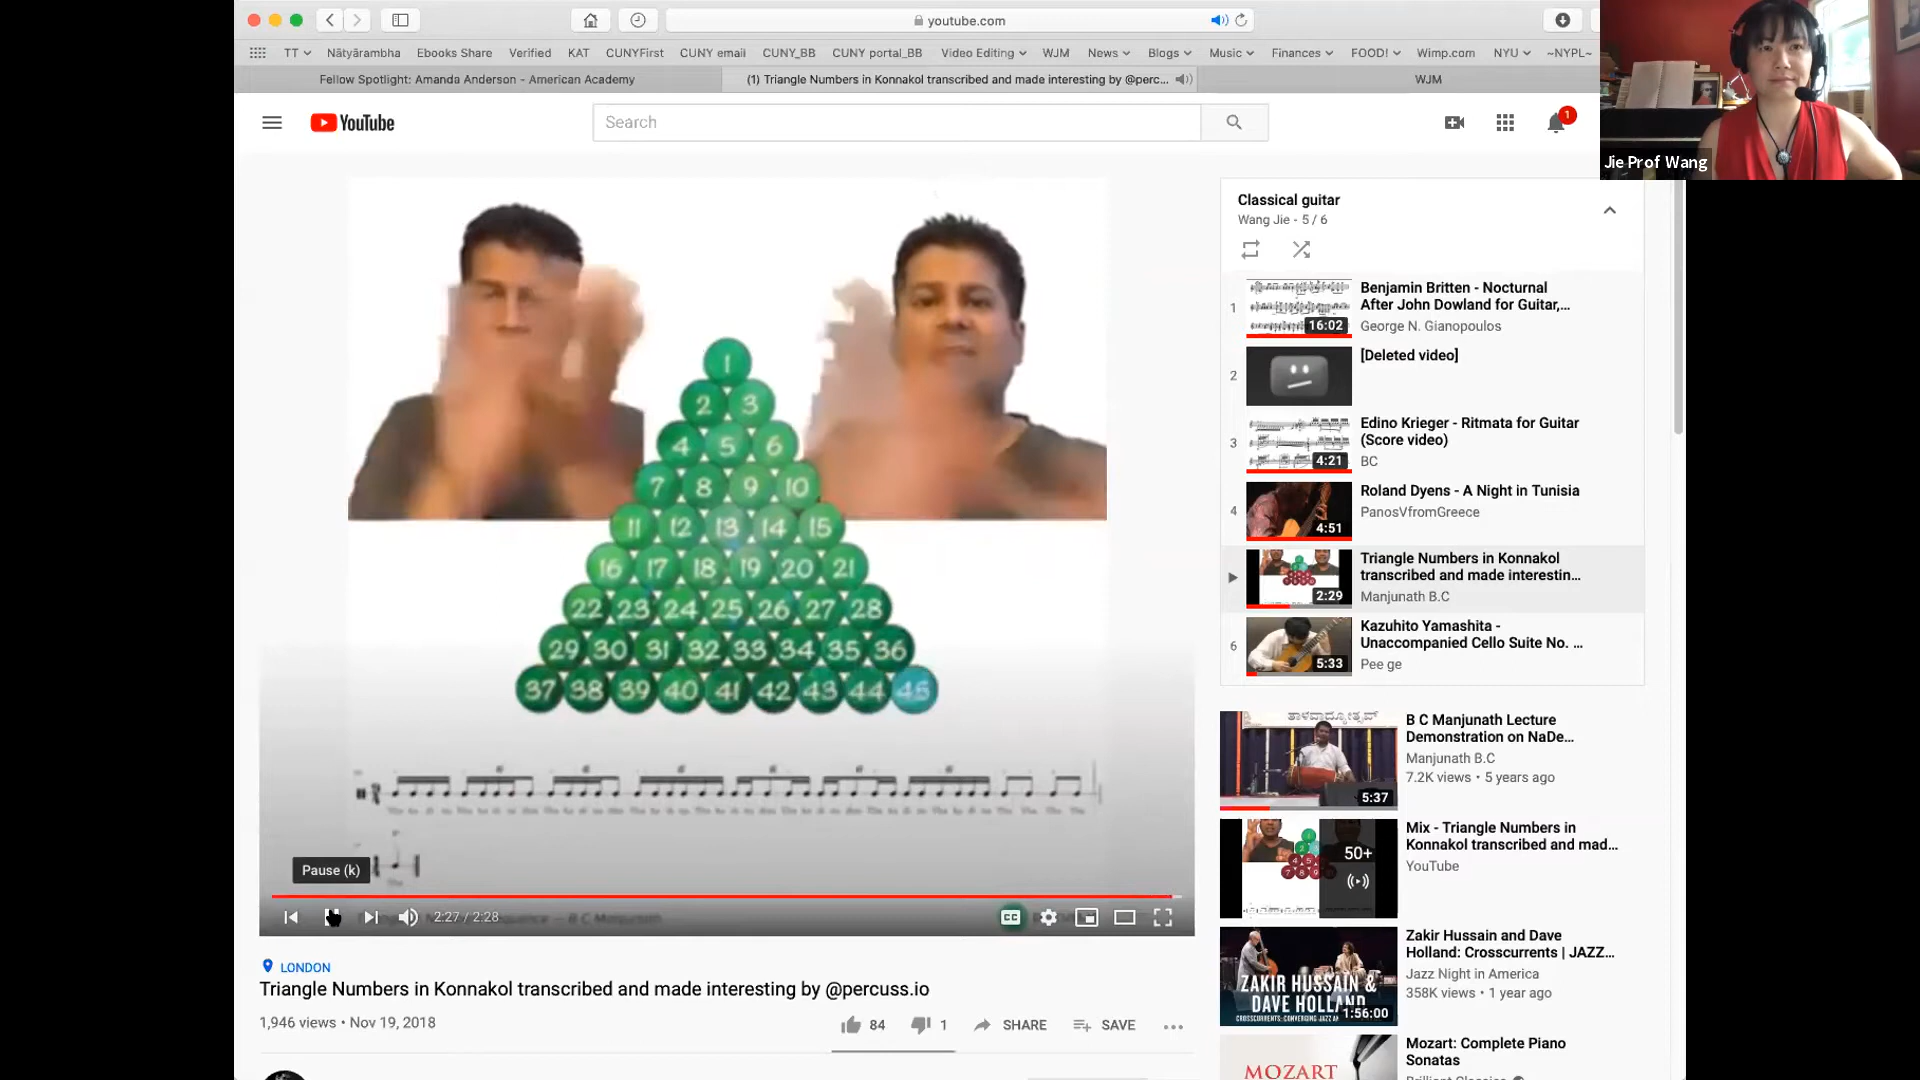 youtube.com
TT Nātyārambha Ebooks Share Verified KAT CUNYFirst CUNY email CUNY_BB CUNY portal_BB Video Editing WJM News Blogs Music Finances FOOD! Wimp.com NYU ~NYPL~
Fellow Spotlight: Amanda Anderson - American Academy
(1) Triangle Numbers in Konnakol transcribed and made interesting by @perc...
WJM
Jie Prof Wang
YouTube
Search
1
1
2 3
4 5 6
7 8 9 10
11 12 13 14 15
16 17 18 19 20 21
22 23 24 25 26 27 28
29 30 31 32 33 34 35 36
37 38 39 40 41 42 43 44 45
Pause (k)
2:27 / 2:28
CC
LONDON
Triangle Numbers in Konnakol transcribed and made interesting by @percuss.io
1,946 views • Nov 19, 2018
84 1 SHARE SAVE
Classical guitar
Wang Jie - 5 / 6
1
16:02
Benjamin Britten - Nocturnal
After John Dowland for Guitar,...
George N. Gianopoulos
2
[Deleted video]
3
4:21
Edino Krieger - Ritmata for Guitar
(Score video)
BC
4
4:51
Roland Dyens - A Night in Tunisia
PanosVfromGreece
2:29
Triangle Numbers in Konnakol
transcribed and made interestin...
Manjunath B.C
6
5:33
Kazuhito Yamashita -
Unaccompanied Cello Suite No. ...
Pee ge
5:37
B C Manjunath Lecture
Demonstration on NaDe...
Manjunath B.C
7.2K views • 5 years ago
50+
Mix - Triangle Numbers in
Konnakol transcribed and mad...
YouTube
ZAKIR HUSSAIN &
DAVE HOLLAND
1:56:00
Zakir Hussain and Dave
Holland: Crosscurrents | JAZZ...
Jazz Night in America
358K views • 1 year ago
MOZART
Mozart: Complete Piano
Sonatas